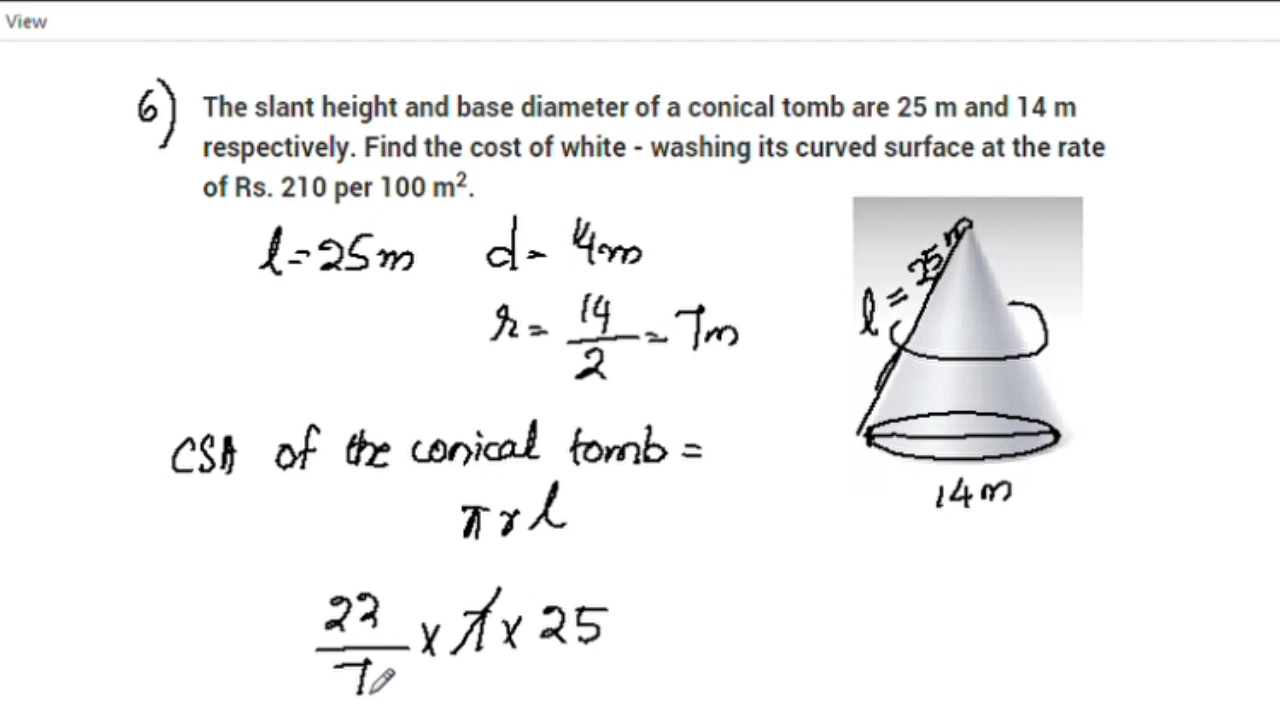 View
6) The slant height and base diameter of a conical tomb are 25 m and 14 m
respectively. Find the cost of white - washing its curved surface at the rate
of Rs. 210 per 100 m².
l = 25m d = 14m
r = 14/2 = 7m
l = 25 m
CSA of the conical tomb =
πrl
14m
22/7 x 7 x 25